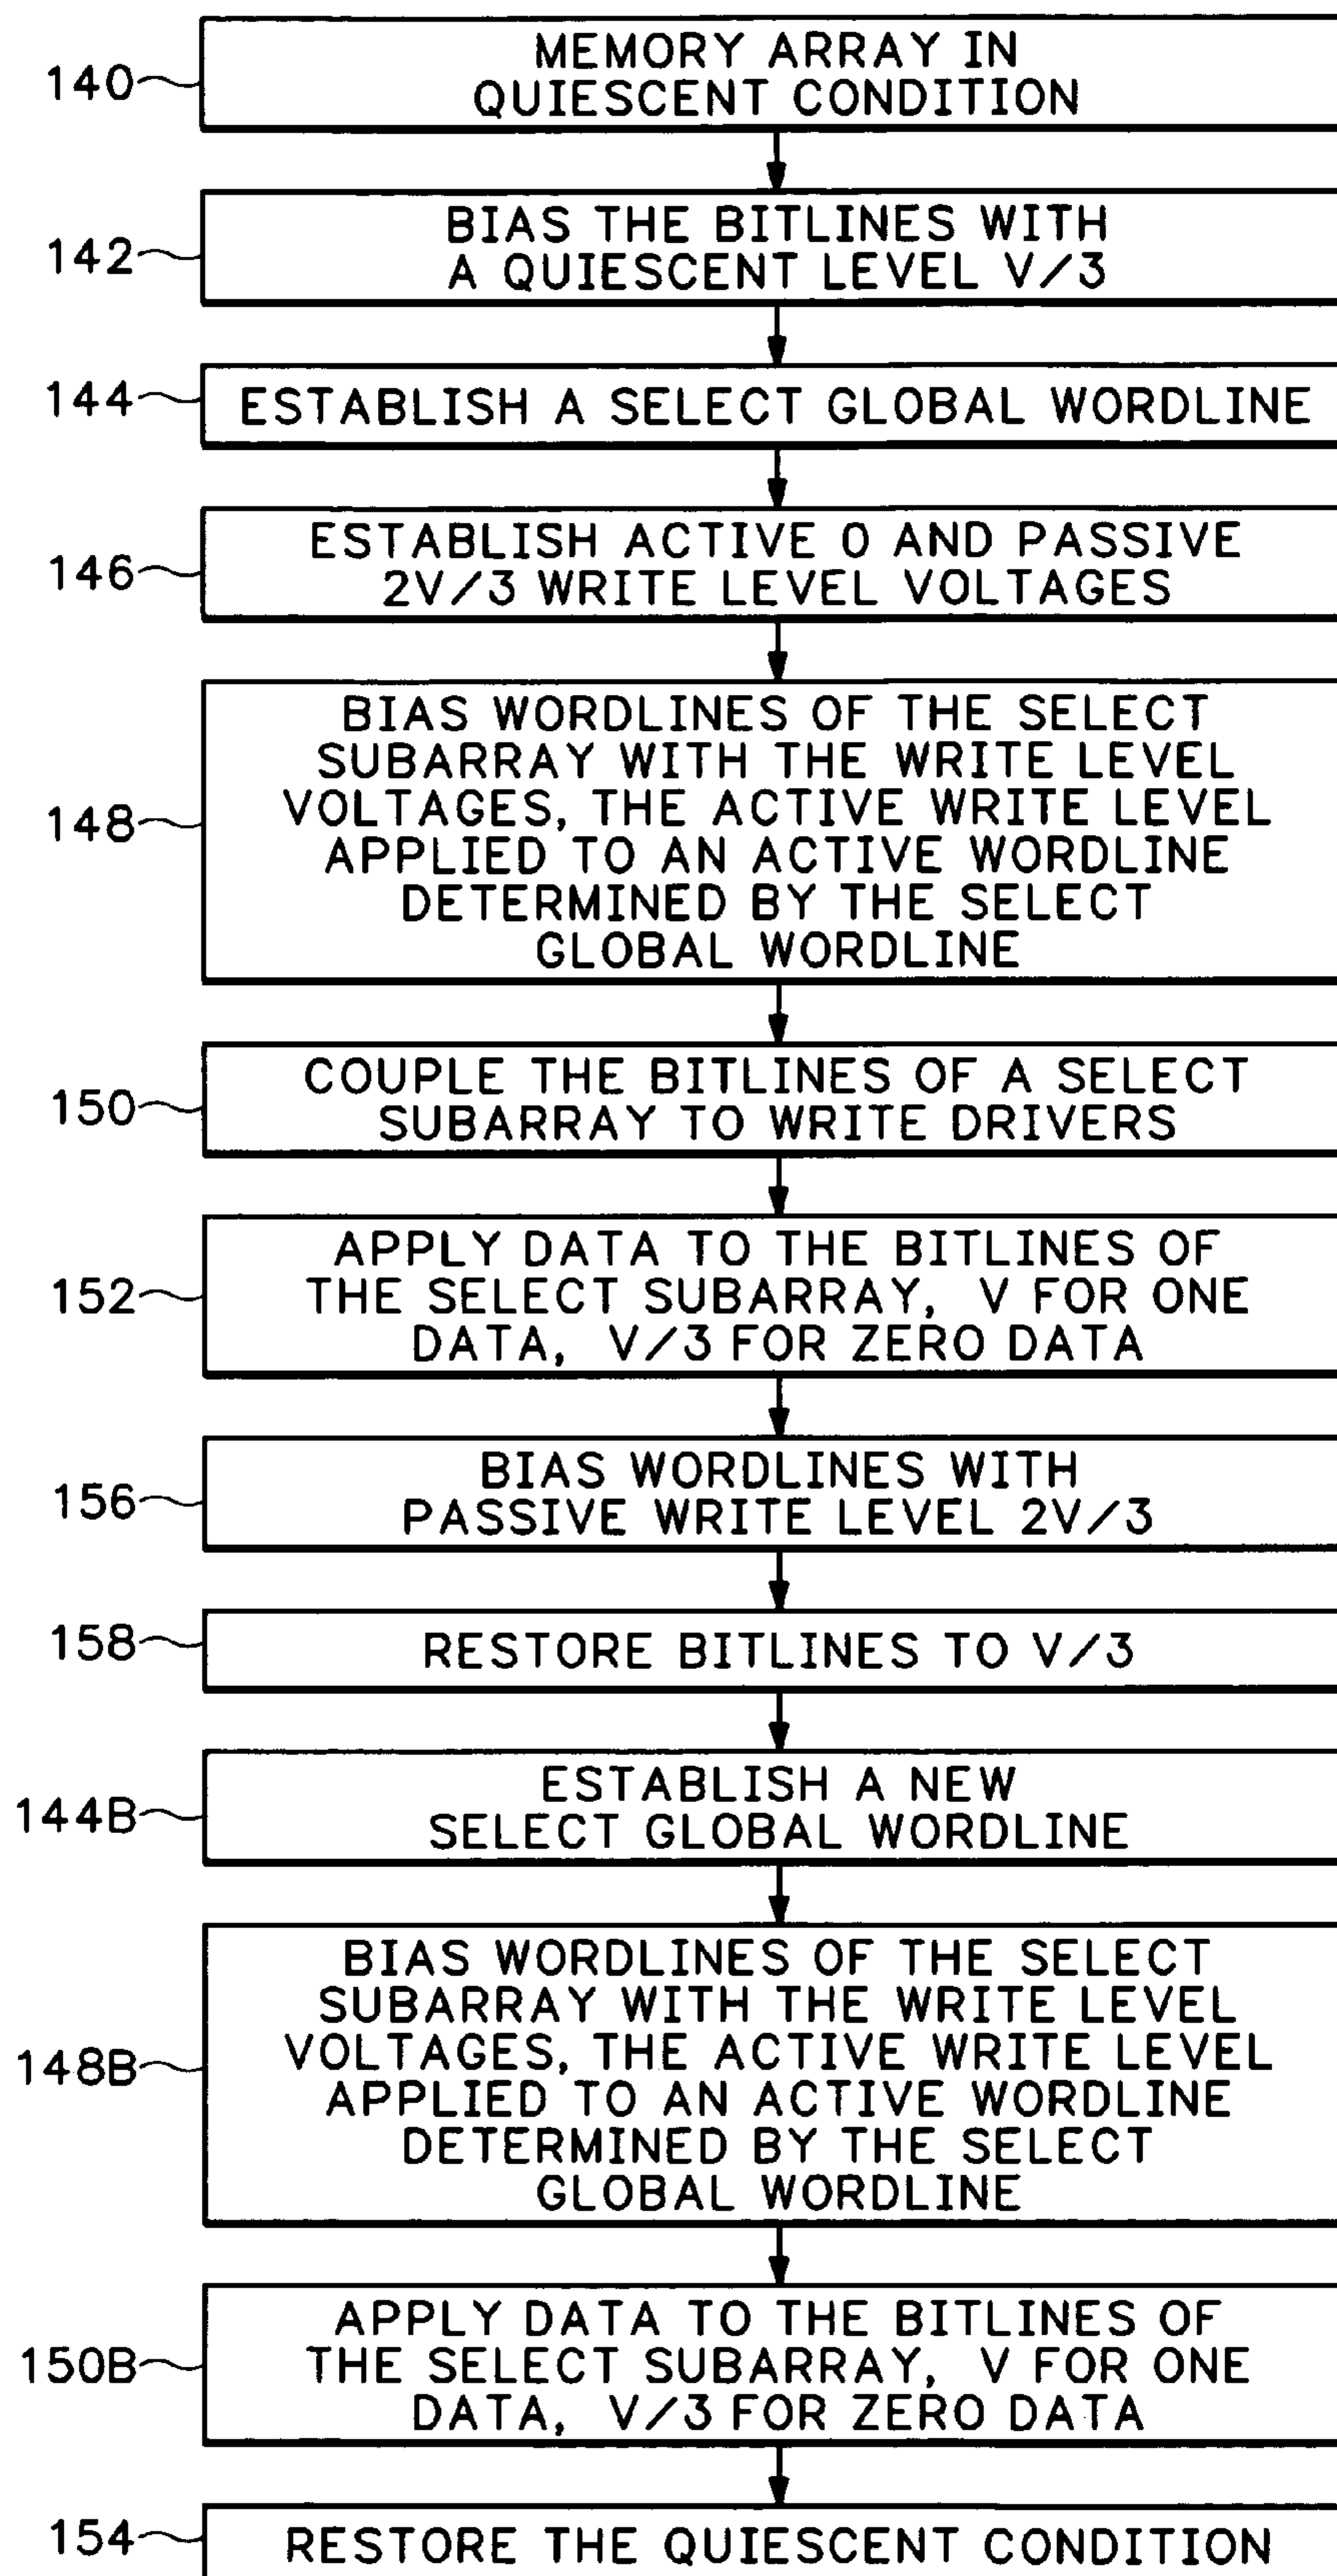 140
MEMORY ARRAY IN
QUIESCENT CONDITION
142
BIAS THE BITLINES WITH
A QUIESCENT LEVEL V/3
144
ESTABLISH A SELECT GLOBAL WORDLINE
146
ESTABLISH ACTIVE 0 AND PASSIVE
2V/3 WRITE LEVEL VOLTAGES
148
BIAS WORDLINES OF THE SELECT
SUBARRAY WITH THE WRITE LEVEL
VOLTAGES, THE ACTIVE WRITE LEVEL
APPLIED TO AN ACTIVE WORDLINE
DETERMINED BY THE SELECT
GLOBAL WORDLINE
150
COUPLE THE BITLINES OF A SELECT
SUBARRAY TO WRITE DRIVERS
152
APPLY DATA TO THE BITLINES OF
THE SELECT SUBARRAY, V FOR ONE
DATA, V/3 FOR ZERO DATA
156
BIAS WORDLINES WITH
PASSIVE WRITE LEVEL 2V/3
158
RESTORE BITLINES TO V/3
144B
ESTABLISH A NEW
SELECT GLOBAL WORDLINE
148B
BIAS WORDLINES OF THE SELECT
SUBARRAY WITH THE WRITE LEVEL
VOLTAGES, THE ACTIVE WRITE LEVEL
APPLIED TO AN ACTIVE WORDLINE
DETERMINED BY THE SELECT
GLOBAL WORDLINE
150B
APPLY DATA TO THE BITLINES OF
THE SELECT SUBARRAY, V FOR ONE
DATA, V/3 FOR ZERO DATA
154
RESTORE THE QUIESCENT CONDITION